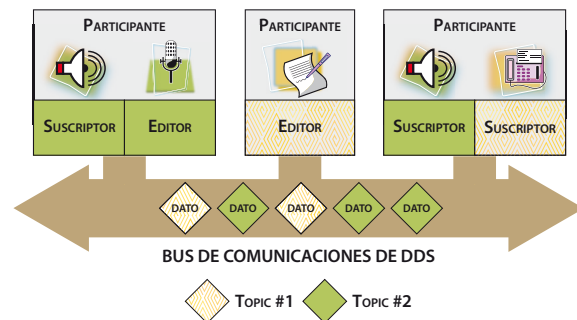 PARTICIPANTE
PARTICIPANTE
PARTICIPANTE
SUSCRIPTOR
EDITOR
EDITOR
SUSCRIPTOR
SUSCRIPTOR
DATO
DATO
DATO
DATO
DATO
BUS DE COMUNICACIONES DE DDS
TOPIC #1
TOPIC #2